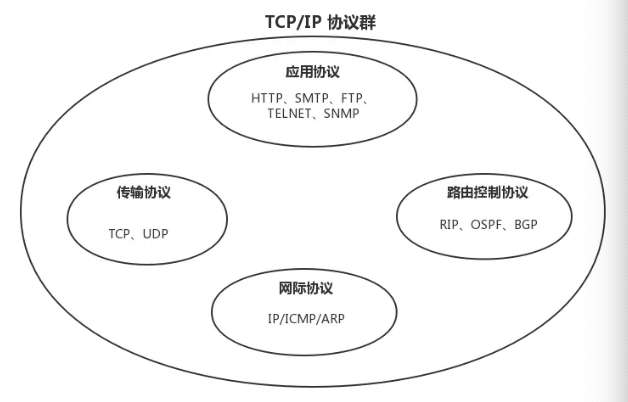 TCP/IP 协议群
应用协议
HTTP、SMTP、FTP、
TELNET、SNMP
传输协议
TCP、UDP
路由控制协议
RIP、OSPF、BGP
网际协议
IP/ICMP/ARP